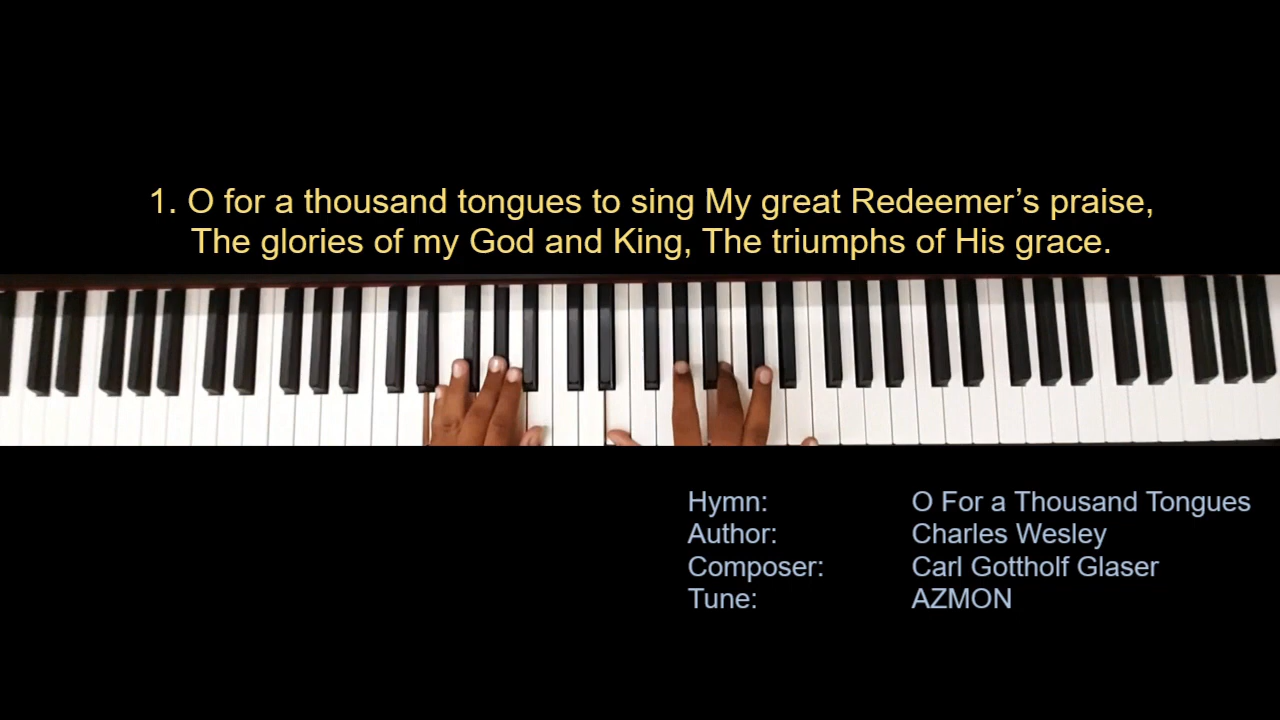 1. O for a thousand tongues to sing My great Redeemer’s praise,
The glories of my God and King, The triumphs of His grace.
Hymn: O For a Thousand Tongues
Author: Charles Wesley
Composer: Carl Gottholf Glaser
Tune: AZMON